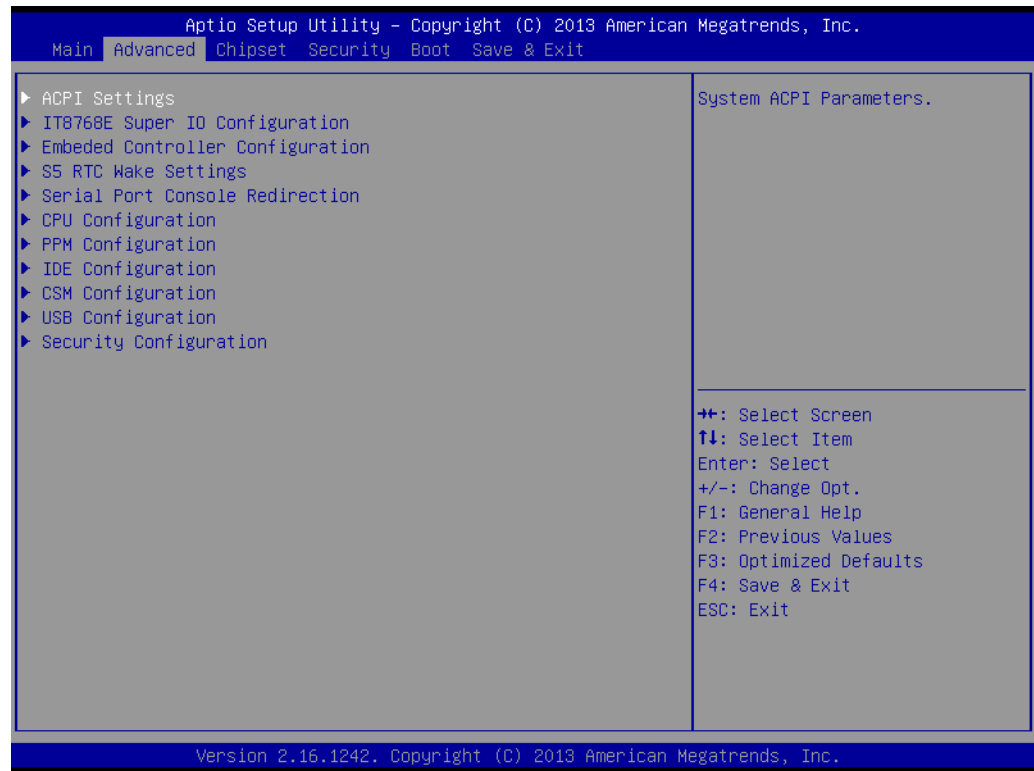 Aptio Setup Utility – Copyright (C) 2013 American Megatrends, Inc.
Main Advanced Chipset Security Boot Save & Exit
ACPI Settings
IT8768E Super IO Configuration
Embeded Controller Configuration
S5 RTC Wake Settings
Serial Port Console Redirection
CPU Configuration
PPM Configuration
IDE Configuration
CSM Configuration
USB Configuration
Security Configuration
System ACPI Parameters.
→←: Select Screen
↑↓: Select Item
Enter: Select
+/-: Change Opt.
F1: General Help
F2: Previous Values
F3: Optimized Defaults
F4: Save & Exit
ESC: Exit
Version 2.16.1242. Copyright (C) 2013 American Megatrends, Inc.